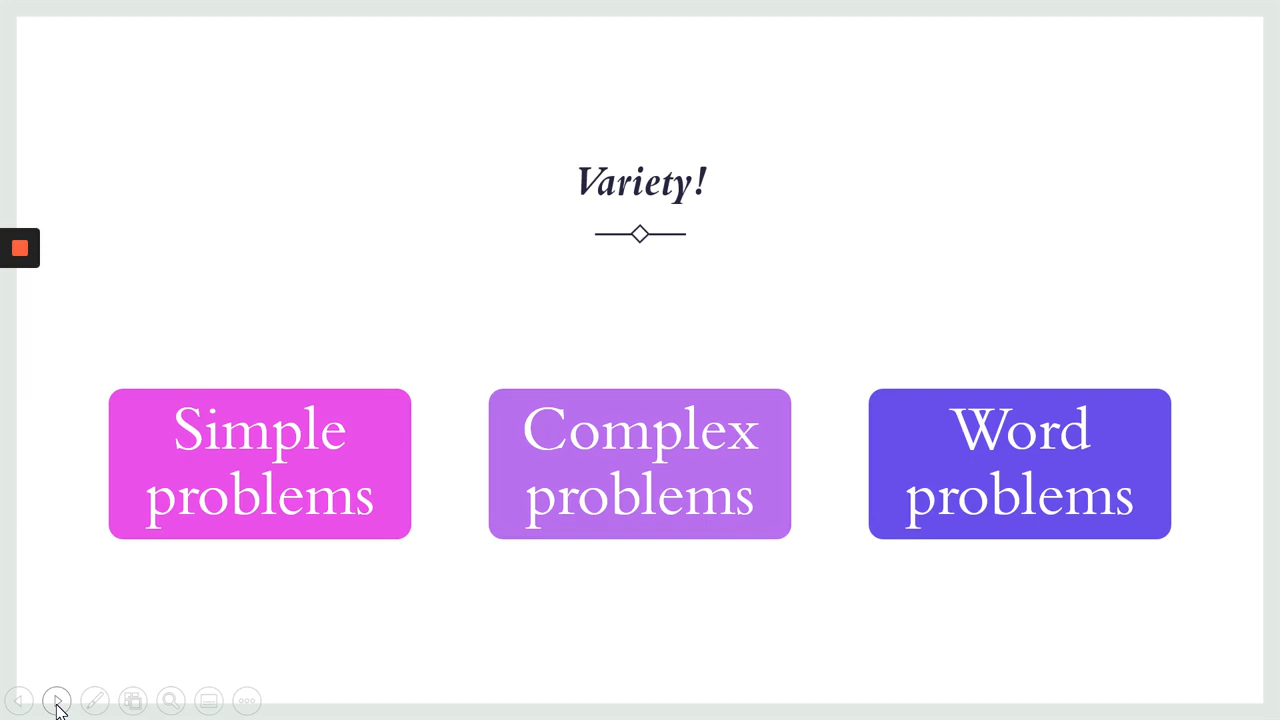 Variety!
Simple
problems
Complex
problems
Word
problems